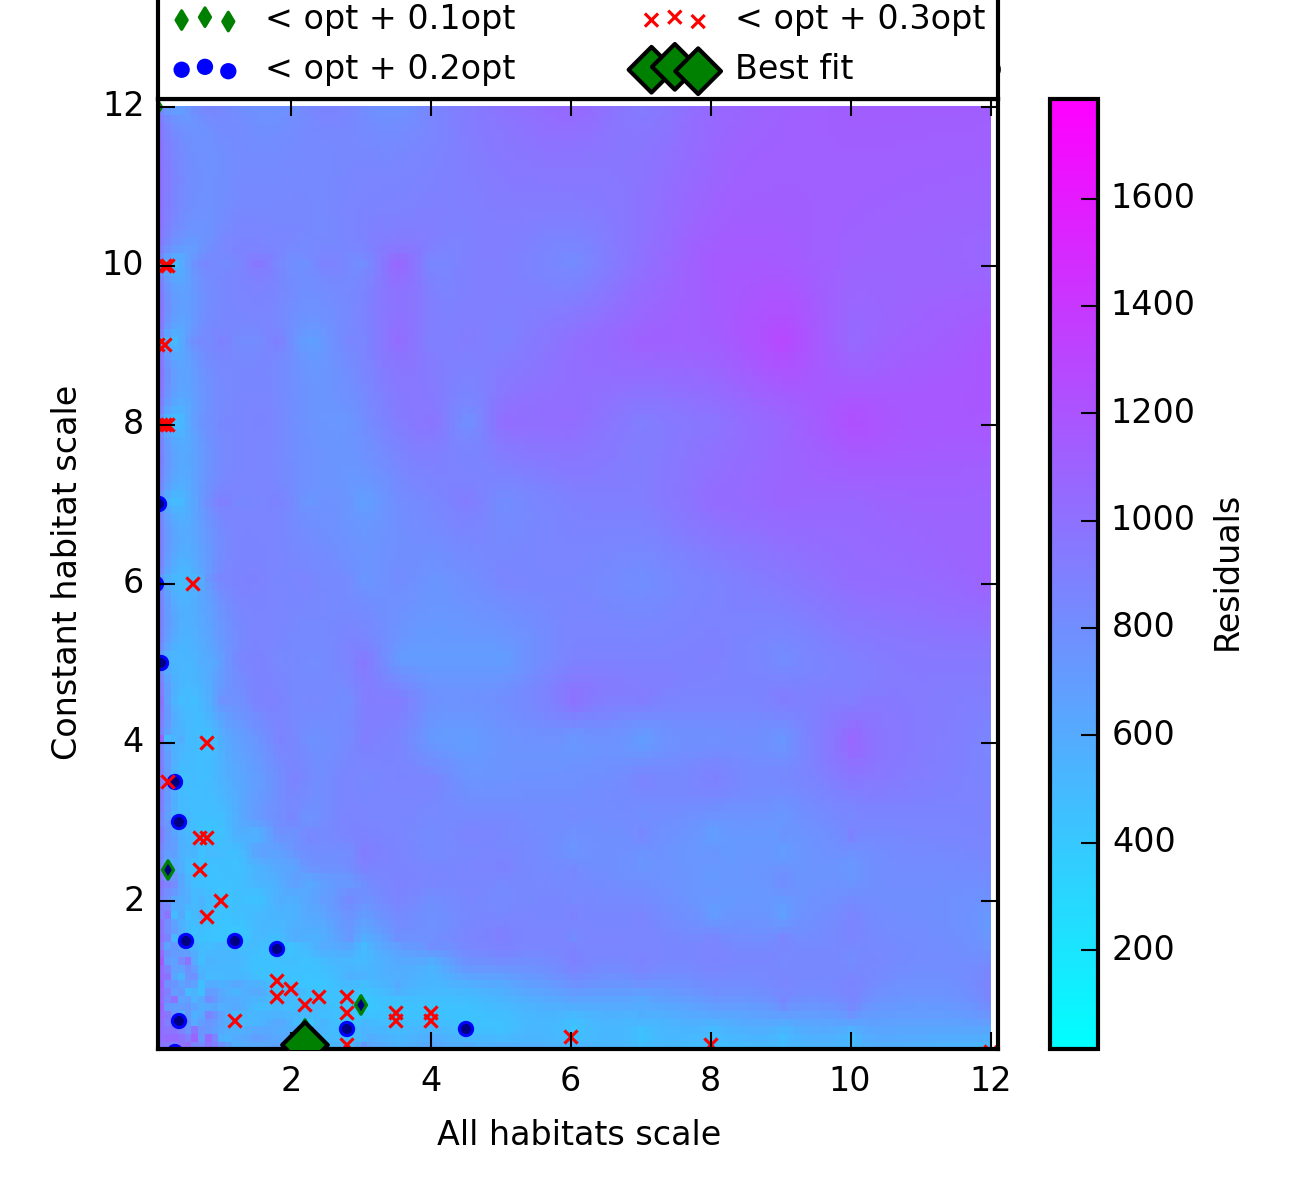 < opt + 0.1opt
< opt + 0.3opt
< opt + 0.2opt
Best fit
12
10
8
6
4
2
Constant habitat scale
2
4
6
8
10
12
All habitats scale
1600
1400
1200
1000
800
600
400
200
Residuals